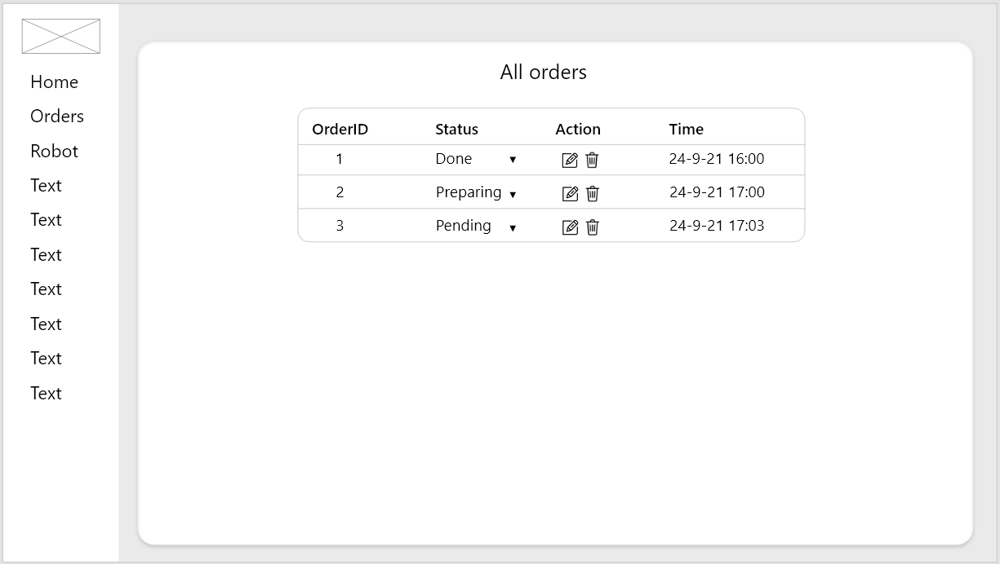 Home
Orders
Robot
Text
Text
Text
Text
Text
Text
Text
All orders
OrderID Status Action Time
1 Done 24-9-21 16:00
2 Preparing 24-9-21 17:00
3 Pending 24-9-21 17:03